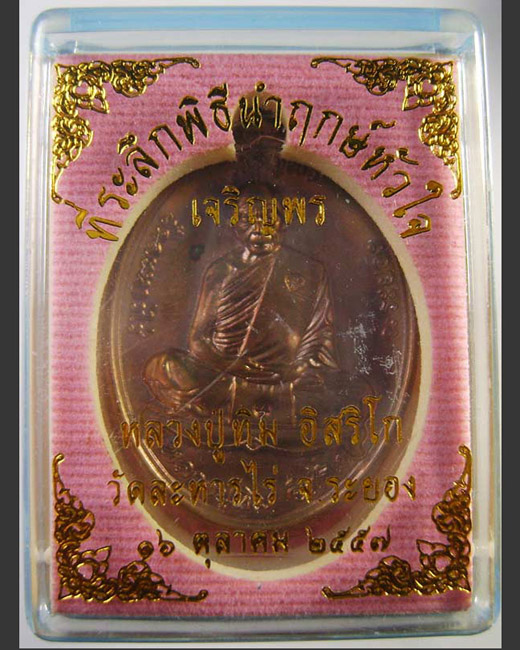 ที่ระลึกพิธีนำฤกษ์หัวใจ
เจริญพร
หลวงปู่ทิม อิสริโก
วัดละหารไร่ จ.ระยอง
๑๖ ตุลาคม ๒๕๕๗